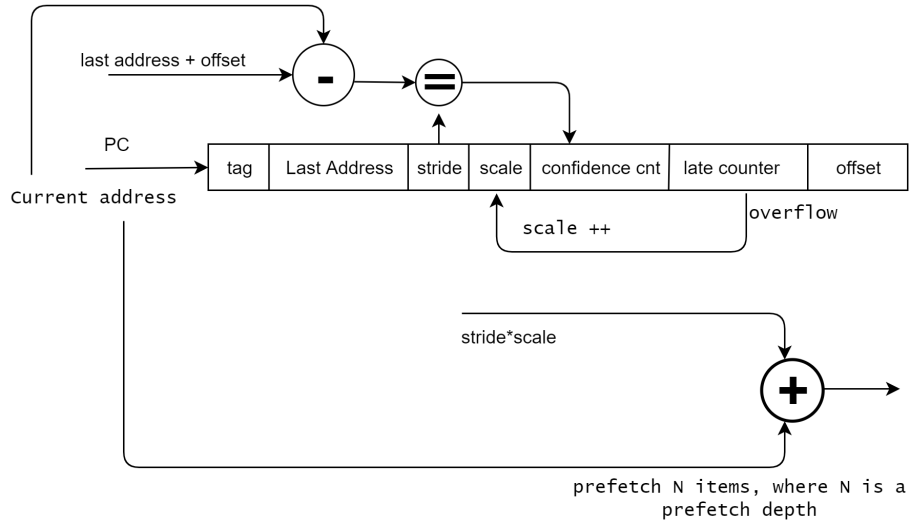 last address + offset
-
=
PC
tag Last Address stride scale confidence cnt late counter offset
Current address
overflow
scale ++
stride*scale
+
prefetch N items, where N is a
prefetch depth